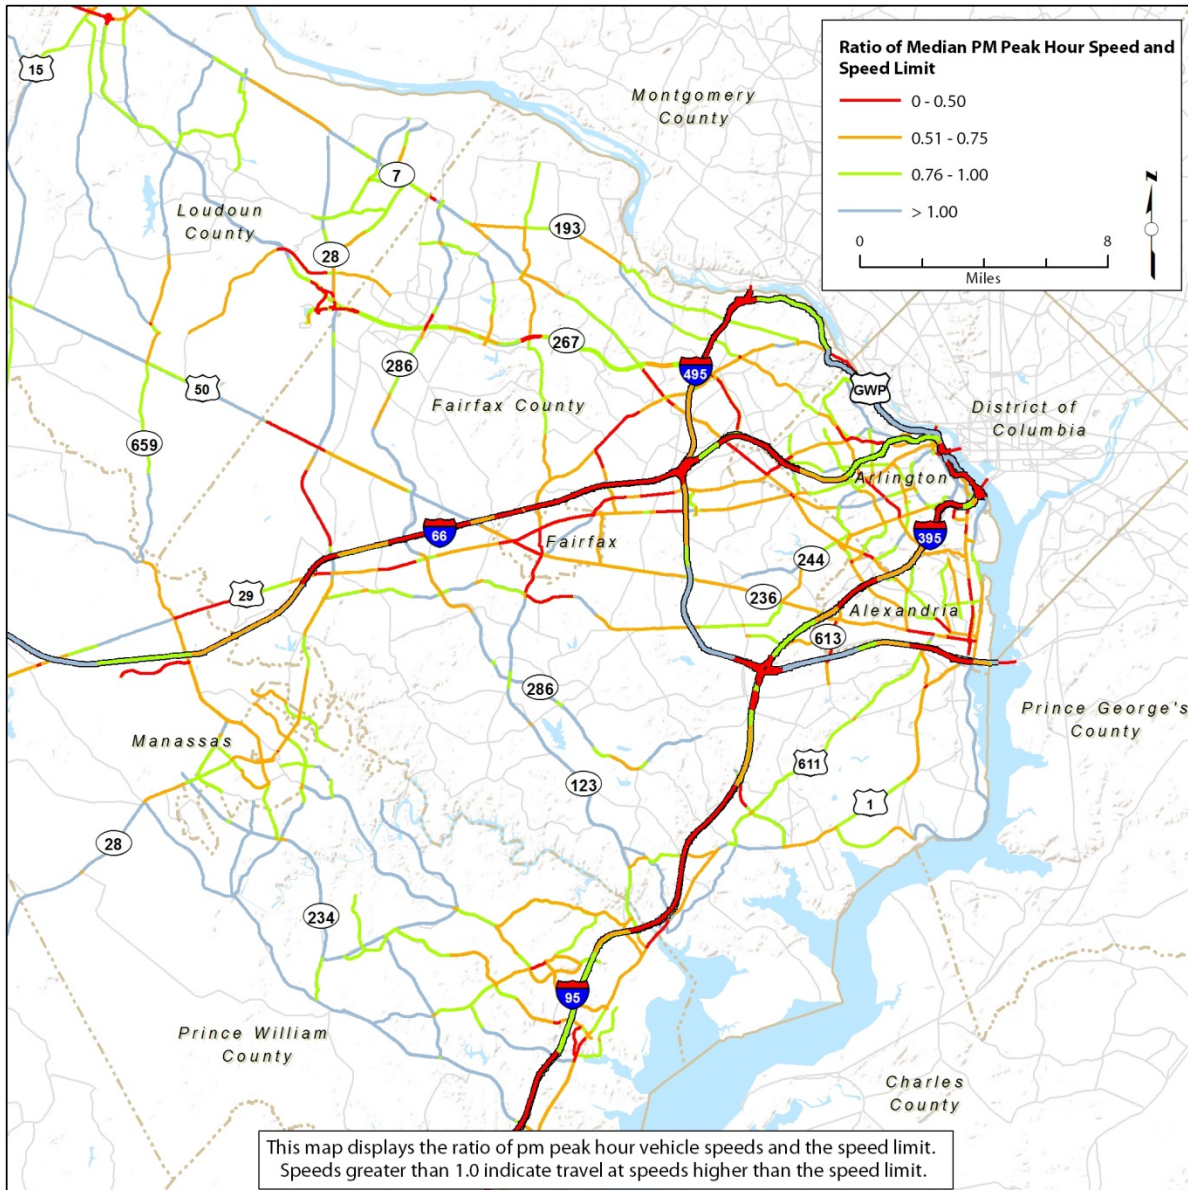 Ratio of Median PM Peak Hour Speed and
Speed Limit
0 - 0.50
0.51 - 0.75
0.76 - 1.00
> 1.00
N
0
8
Miles
Montgomery
County
15
7
Loudoun
County
193
28
267
286
495
50
GWP
Fairfax County
District of
Columbia
659
Arlington
66
Fairfax
395
244
29
236
Alexandria
613
286
Prince George's
County
Manassas
611
123
1
28
234
95
Prince William
County
Charles
County
This map displays the ratio of pm peak hour vehicle speeds and the speed limit.
Speeds greater than 1.0 indicate travel at speeds higher than the speed limit.